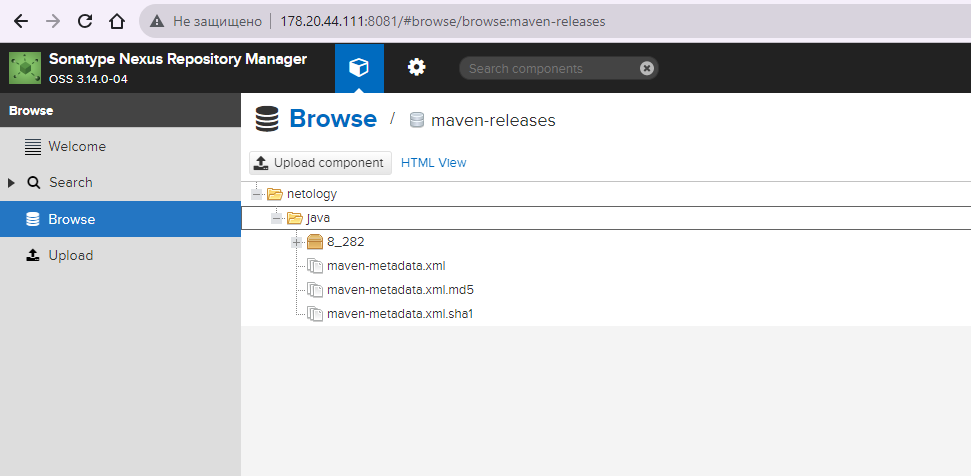 Не защищено 178.20.44.111:8081/#browse/browse:maven-releases
Sonatype Nexus Repository Manager
OSS 3.14.0-04
Search components
Browse
Welcome
Search
Browse
Upload
Browse / maven-releases
Upload component HTML View
netology
java
8_282
maven-metadata.xml
maven-metadata.xml.md5
maven-metadata.xml.sha1